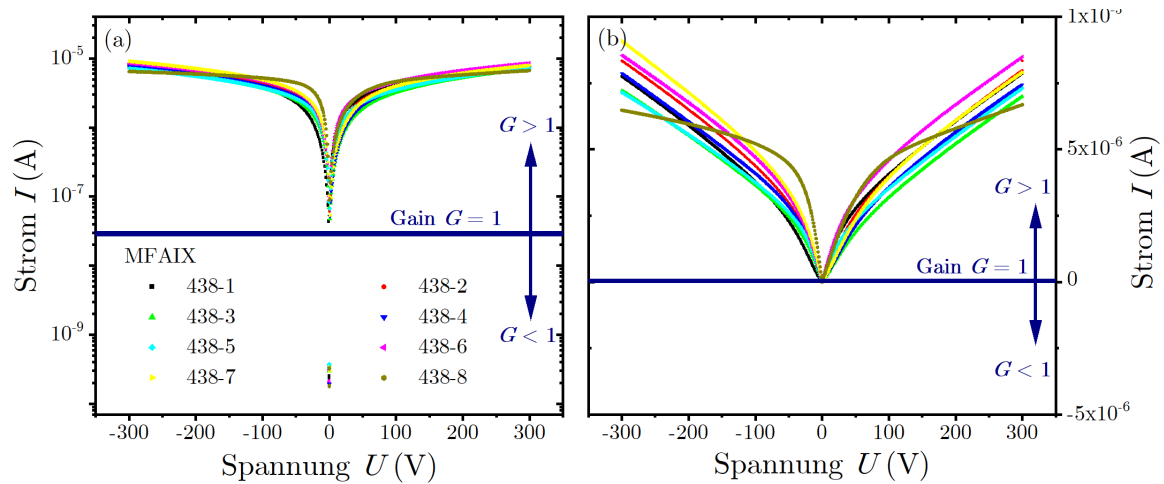 (a)
10⁻⁵
10⁻⁷
10⁻⁹
Strom I (A)
G > 1
Gain G = 1
G < 1
MFAIX
438-1 438-2
438-3 438-4
438-5 438-6
438-7 438-8
-300 -200 -100 0 100 200 300
Spannung U (V)
(b)
1x10⁻⁵
5x10⁻⁶
0
-5x10⁻⁶
Strom I (A)
G > 1
Gain G = 1
G < 1
-300 -200 -100 0 100 200 300
Spannung U (V)